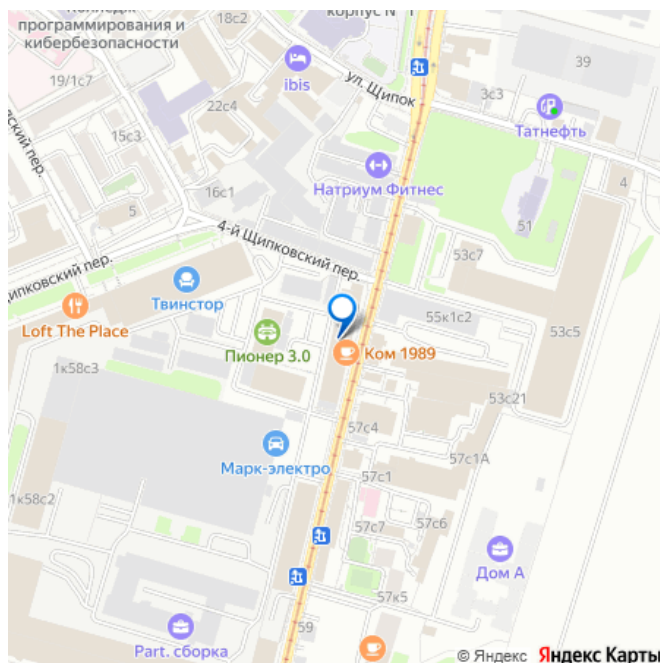 Колледж
программирования и
кибербезопасности
корпус № 1
18с2
39
19/1с7
ibis
ул. Щипок
22с4
3с3
Татнефть
15с3
Натриум Фитнес
16с1
4
5
51
4-й Щипковский пер.
53с7
Твинстор
Loft The Place
55к1с2
53с5
Пионер 3.0
Ком 1989
1к58с3
53с21
57с4
Марк-электро
57с1
57с1А
1к58с2
57с7
57с6
Дом А
57к5
59
Part. сборка
© Яндекс Яндекс Карты